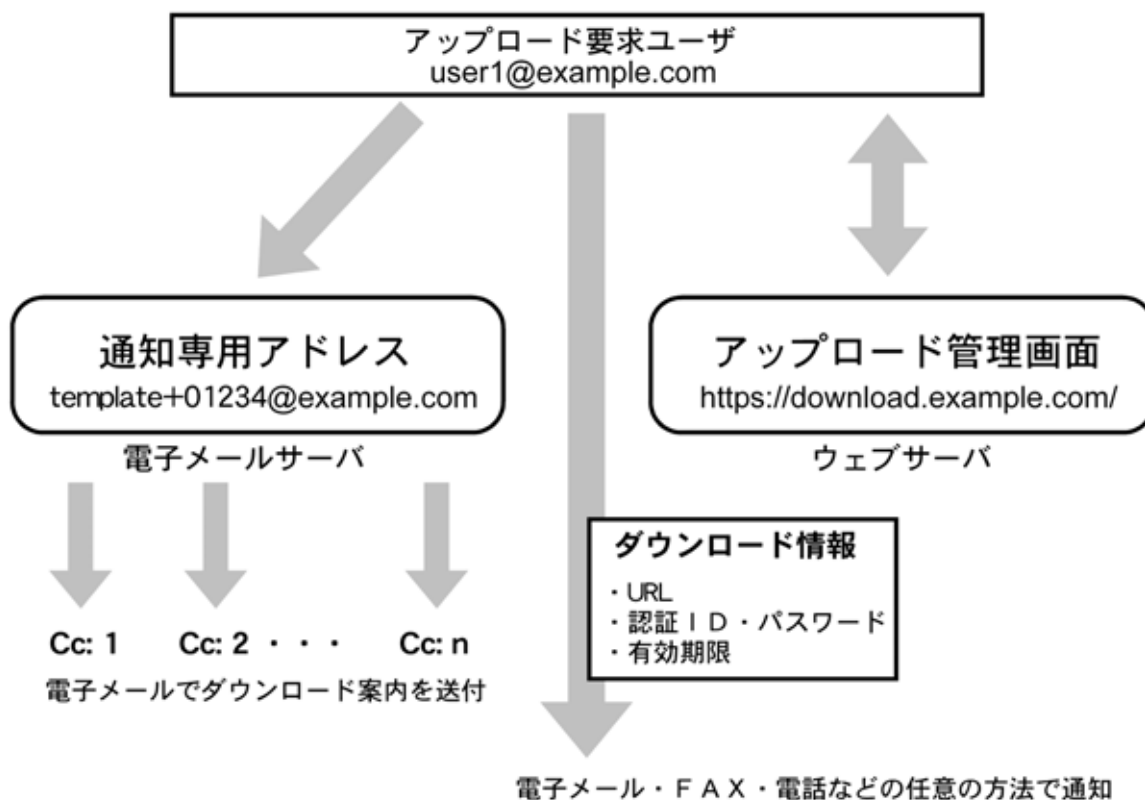 アップロード要求ユーザ
user1@example.com
通知専用アドレス
template+01234@example.com
電子メールサーバ
アップロード管理画面
https://download.example.com/
ウェブサーバ
ダウンロード情報
・URL
・認証ＩＤ・パスワード
・有効期限
Cc: 1 Cc: 2 ・・・ Cc: n
電子メールでダウンロード案内を送付
電子メール・ＦＡＸ・電話などの任意の方法で通知